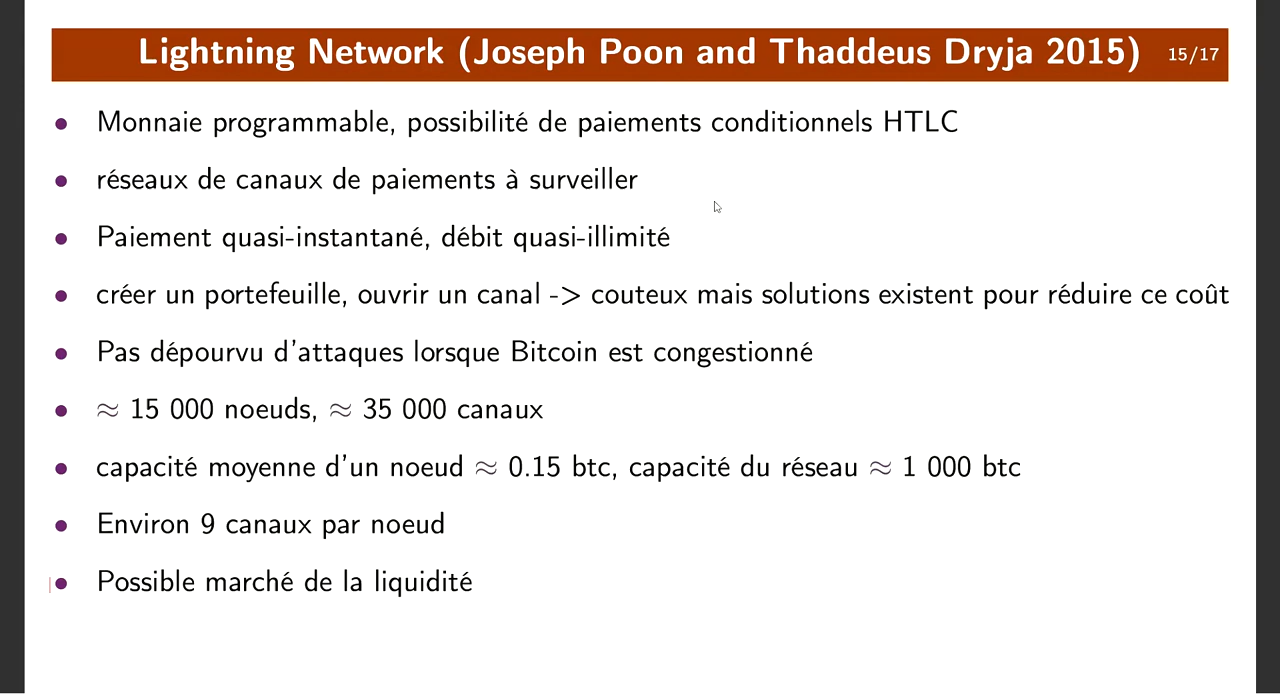 Lightning Network (Joseph Poon and Thaddeus Dryja 2015) 15/17
• Monnaie programmable, possibilité de paiements conditionnels HTLC
• réseaux de canaux de paiements à surveiller
• Paiement quasi-instantané, débit quasi-illimité
• créer un portefeuille, ouvrir un canal -> couteux mais solutions existent pour réduire ce coût
• Pas dépourvu d'attaques lorsque Bitcoin est congestionné
• ≈ 15 000 noeuds, ≈ 35 000 canaux
• capacité moyenne d'un noeud ≈ 0.15 btc, capacité du réseau ≈ 1 000 btc
• Environ 9 canaux par noeud
• Possible marché de la liquidité